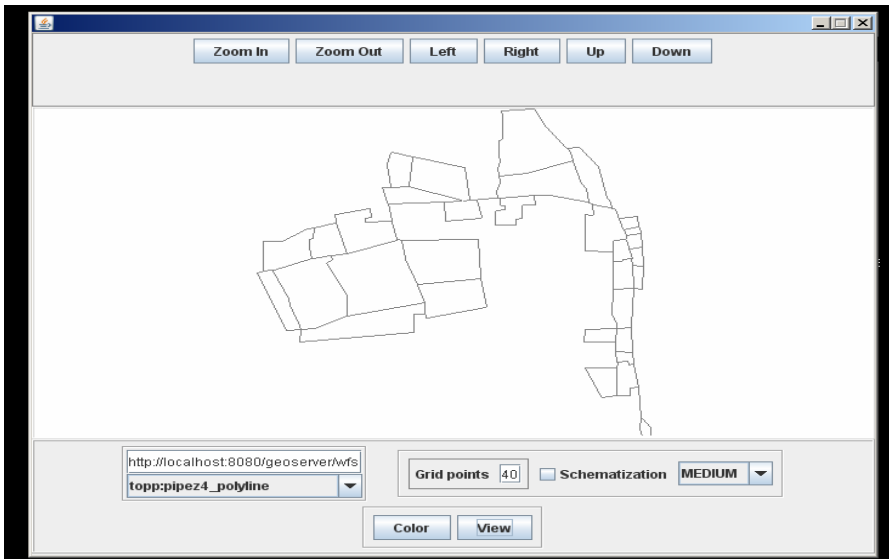 Zoom In Zoom Out Left Right Up Down
http://localhost:8080/geoserver/wfs
topp:pipez4_polyline
Grid points 40 Schematization MEDIUM
Color View